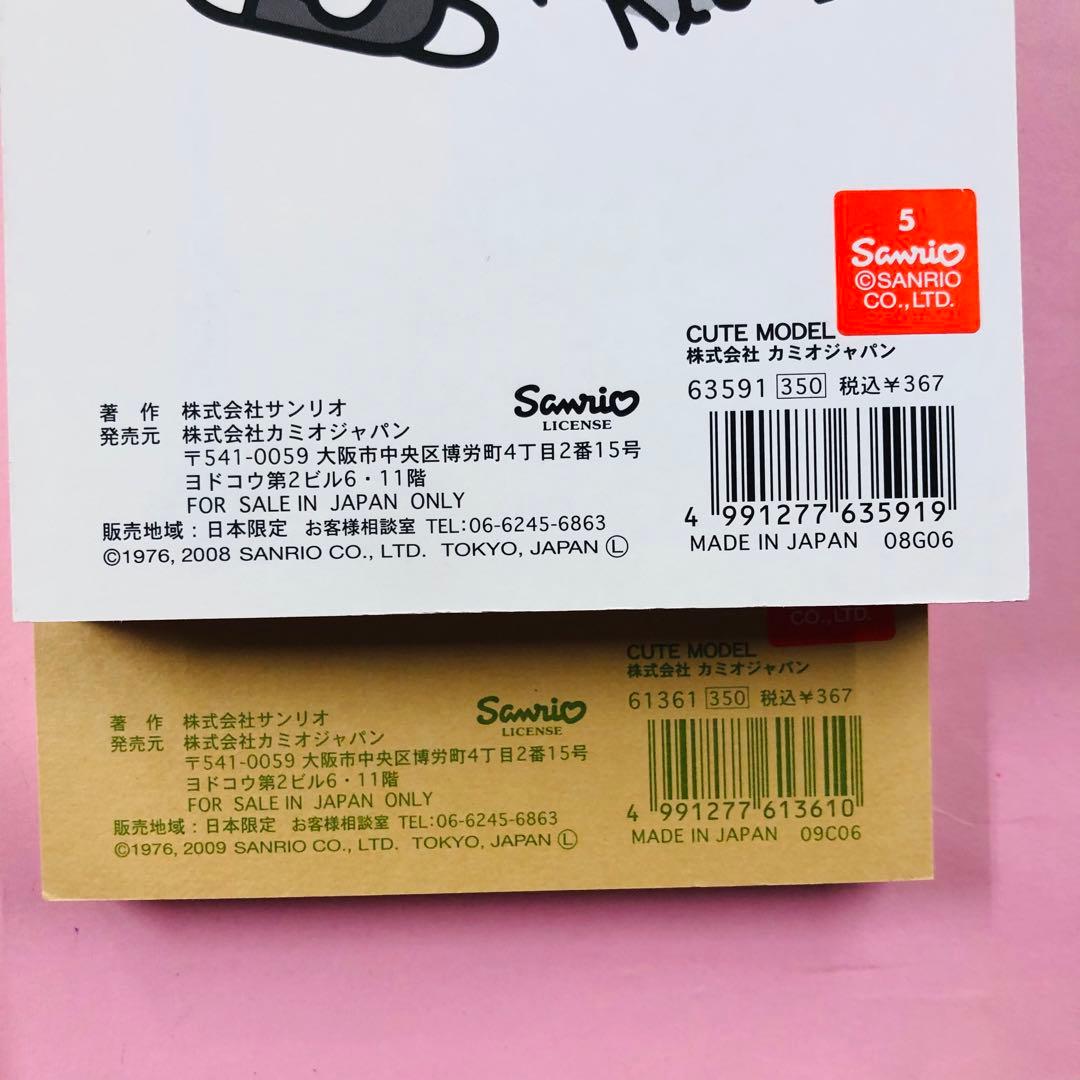 5
Sanrio
©SANRIO
CO.,LTD.
CUTE MODEL
株式会社 カミオジャパン
63591 350 税込¥367
Sanrio
LICENSE
著 作 株式会社サンリオ
発売元 株式会社カミオジャパン
〒541-0059 大阪市中央区博労町4丁目2番15号
ヨドコウ第2ビル6・11階
FOR SALE IN JAPAN ONLY
販売地域:日本限定 お客様相談室 TEL:06-6245-6863
©1976, 2008 SANRIO CO., LTD. TOKYO, JAPAN Ⓛ
4 991277 635919
MADE IN JAPAN 08G06
CO.,LTD.
CUTE MODEL
株式会社 カミオジャパン
61361 350 税込¥367
Sanrio
LICENSE
著 作 株式会社サンリオ
発売元 株式会社カミオジャパン
〒541-0059 大阪市中央区博労町4丁目2番15号
ヨドコウ第2ビル6・11階
FOR SALE IN JAPAN ONLY
販売地域:日本限定 お客様相談室 TEL:06-6245-6863
©1976, 2009 SANRIO CO., LTD. TOKYO, JAPAN Ⓛ
4 991277 613610
MADE IN JAPAN 09C06